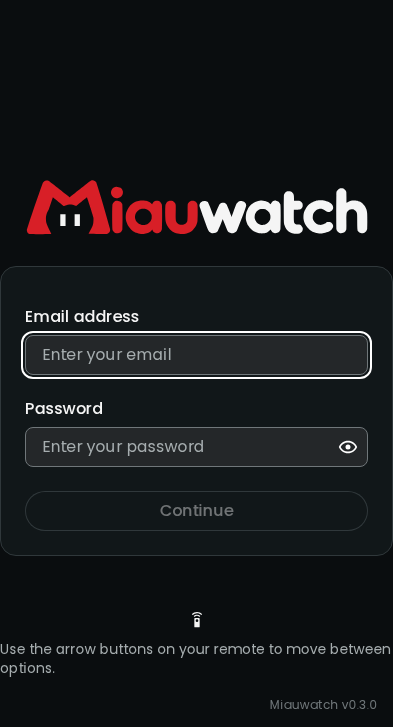 Miauwatch
Email address
Enter your email
Password
Enter your password
Continue
Use the arrow buttons on your remote to move between
options.
Miauwatch v0.3.0